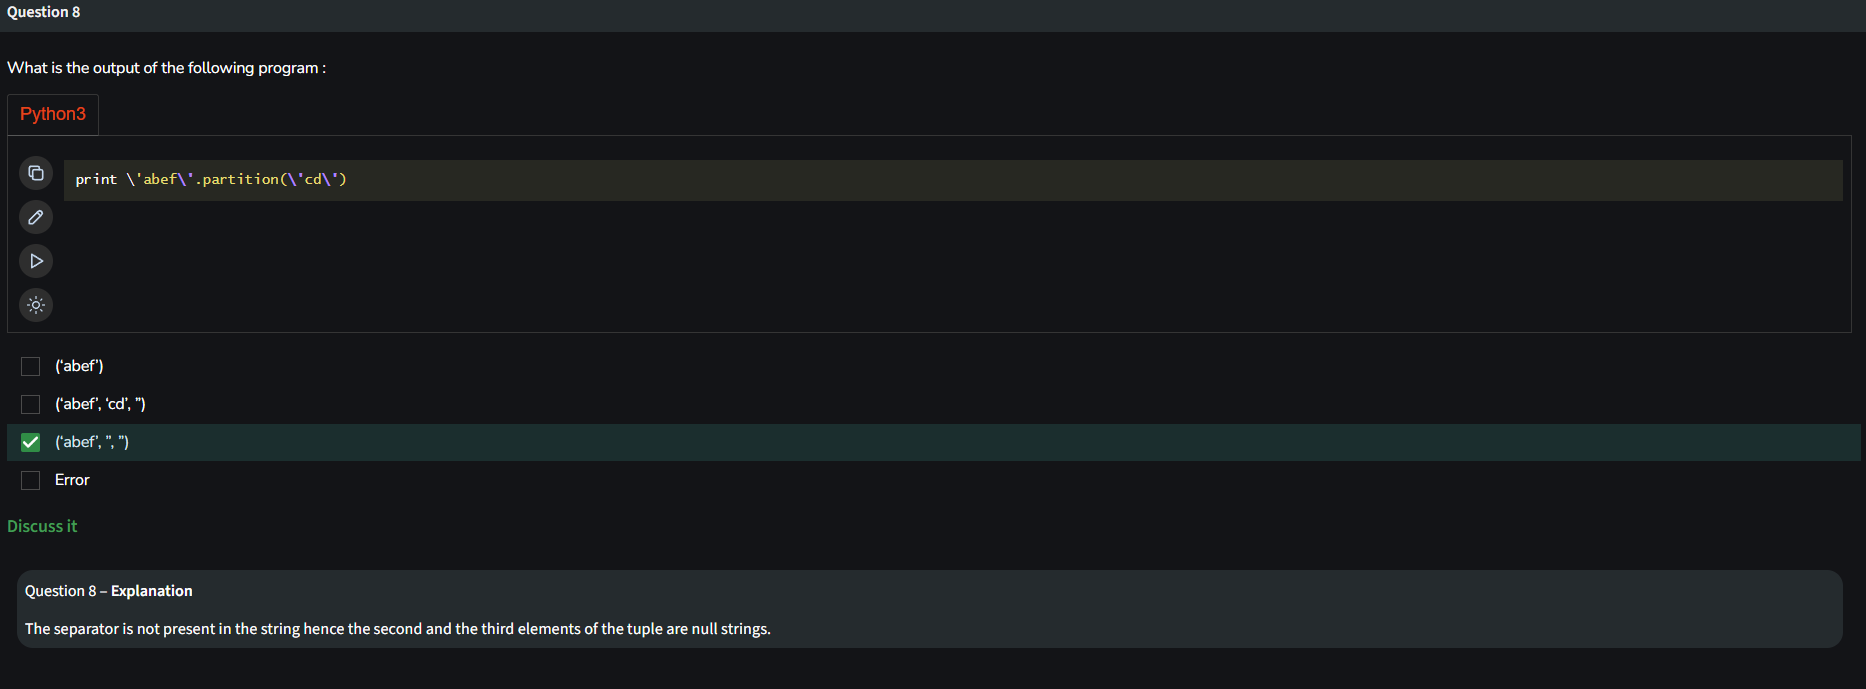 Question 8
What is the output of the following program :
Python3
print \'abef\'.partition(\'cd\')
(‘abef’)
(‘abef’, ‘cd’, ”)
(‘abef’, ”, ”)
Error
Discuss it
Question 8 – Explanation
The separator is not present in the string hence the second and the third elements of the tuple are null strings.